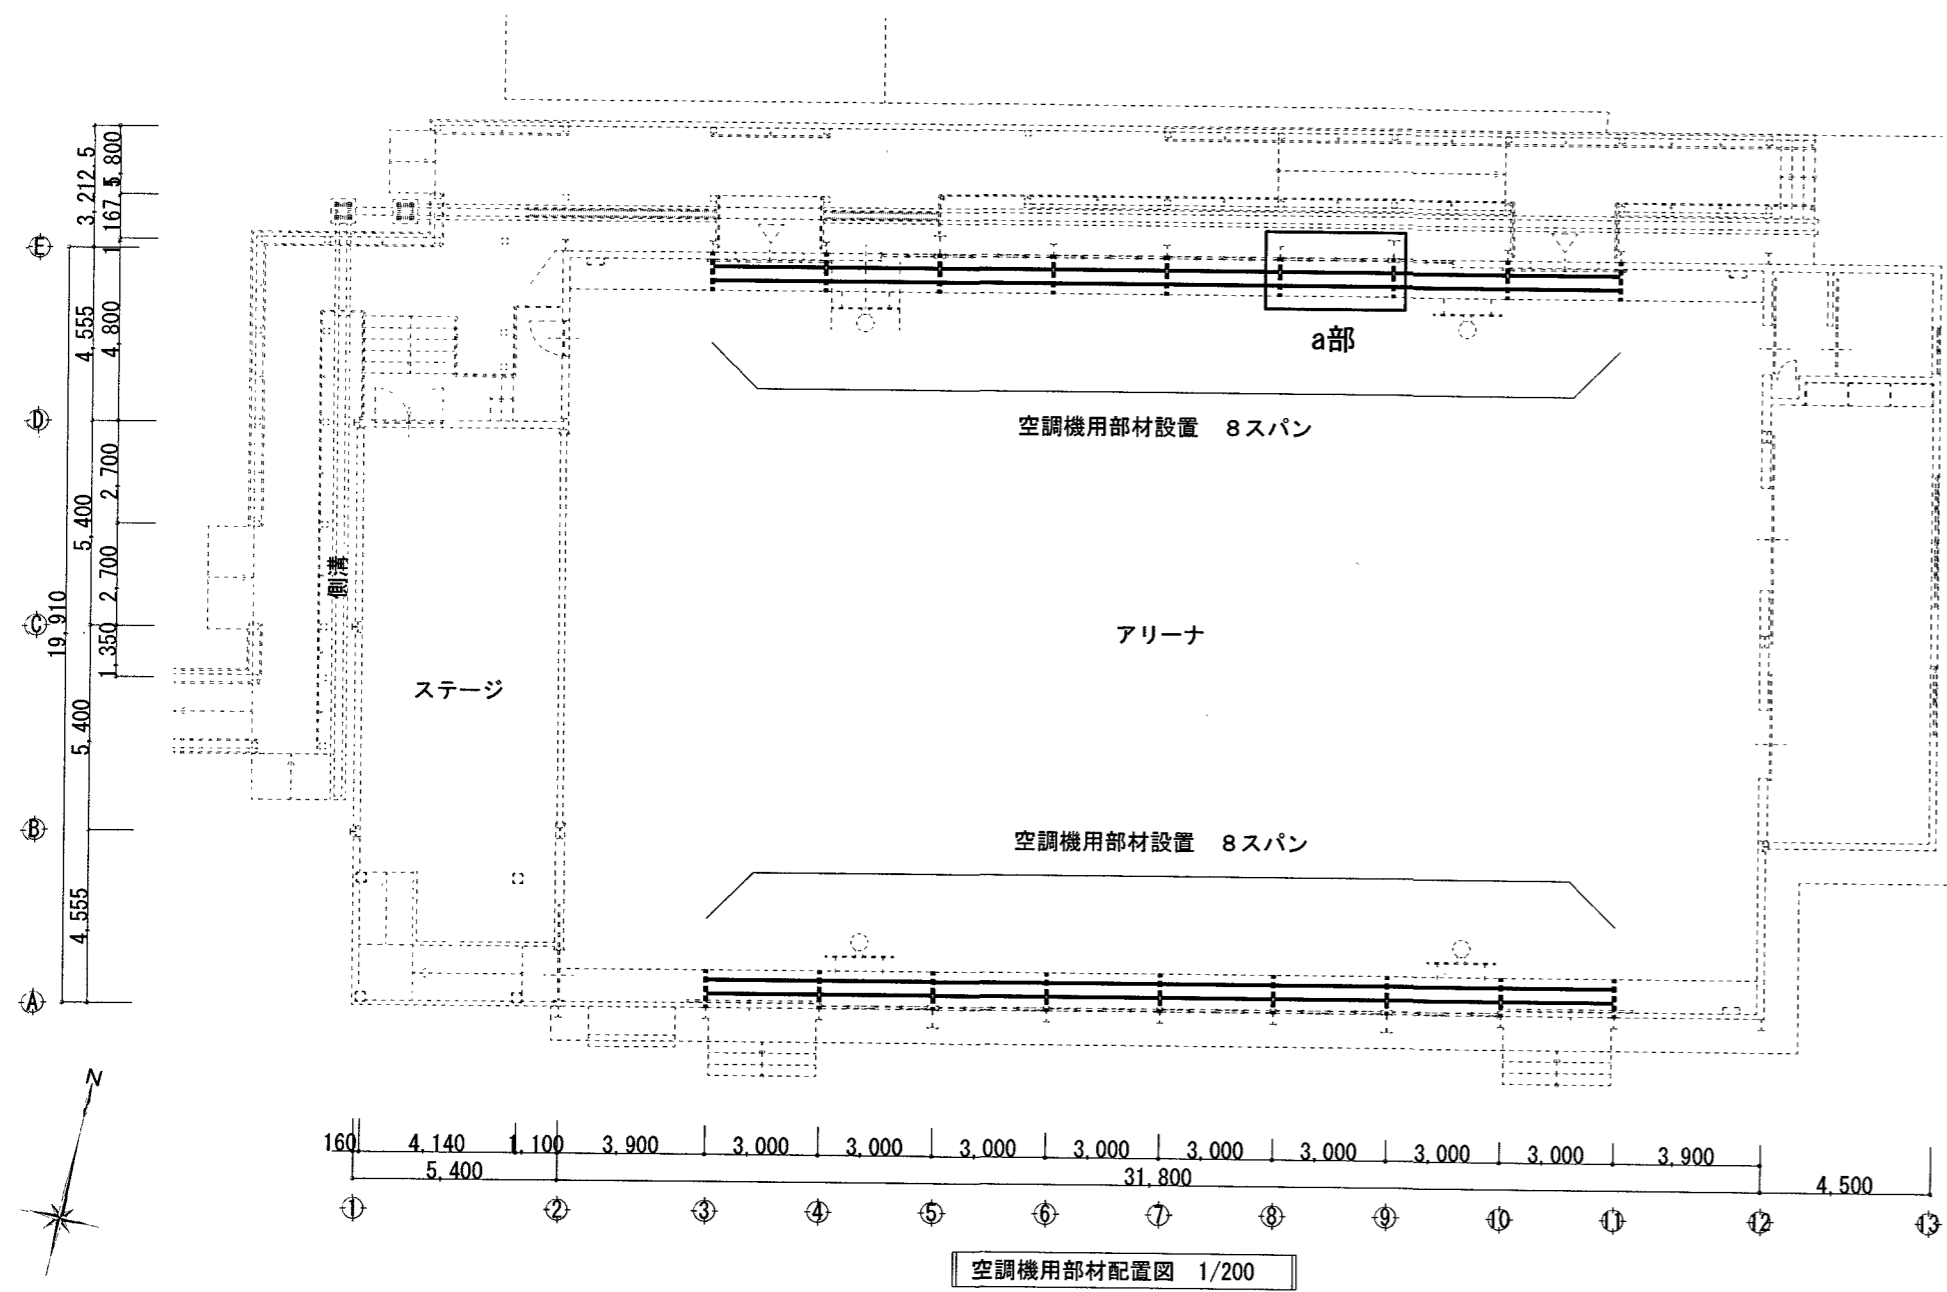 3,212.5
5,800
1,167.5
E
4,555
4,800
a部
空調機用部材設置　8スパン
D
2,700
5,400
2,700
側溝
C
19,910
1,350
アリーナ
ステージ
5,400
B
空調機用部材設置　8スパン
4,555
A
N
160 4,140 1,100 3,900 3,000 3,000 3,000 3,000 3,000 3,000 3,000 3,000 3,900
5,400 31,800 4,500
1 2 3 4 5 6 7 8 9 10 11 12 13
空調機用部材配置図　1/200